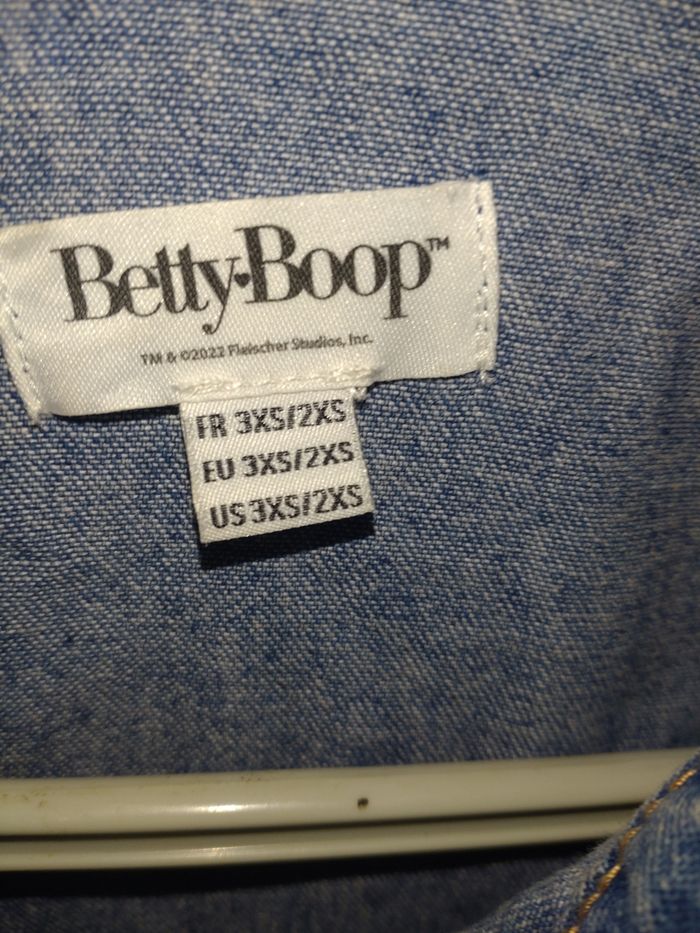 Betty♥Boop™
TM & ©2022 Fleischer Studios, Inc.
FR 3XS/2XS
EU 3XS/2XS
US 3XS/2XS